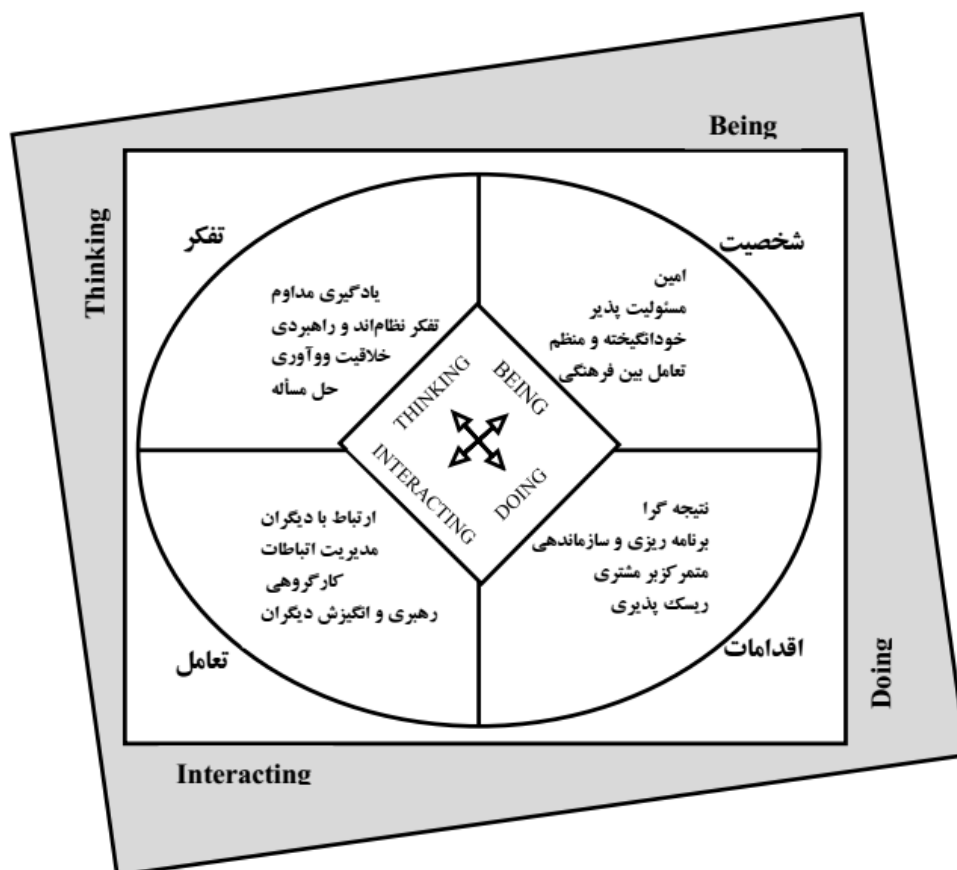 Being
Thinking
تفکر
شخصیت
یادگیری مداوم
تفکر نظام‌اند و راهبردی
خلاقیت ووآوری
حل مسأله
امین
مسئولیت پذیر
خودانگیخته و منظم
تعامل بین فرهنگی
THINKING
BEING
INTERACTING
DOING
ارتباط با دیگران
مدیریت اتباطات
کارگروهی
رهبری و انگیزش دیگران
نتیجه گرا
برنامه ریزی و سازماندهی
متمرکزبر مشتری
ریسک پذیری
تعامل
اقدامات
Doing
Interacting